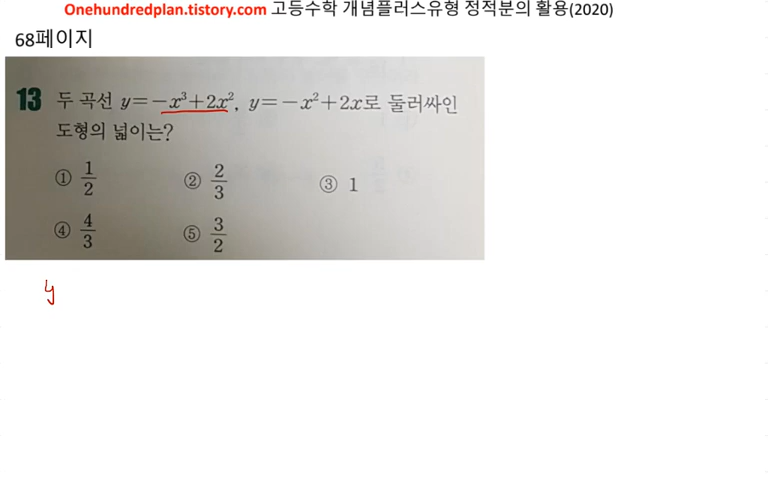 Onehundredplan.tistory.com 고등수학 개념플러스유형 정적분의 활용(2020)
68페이지
13 두 곡선 y=-x³+2x², y=-x²+2x로 둘러싸인
도형의 넓이는?
① 1/2 ② 2/3 ③ 1
④ 4/3 ⑤ 3/2
y